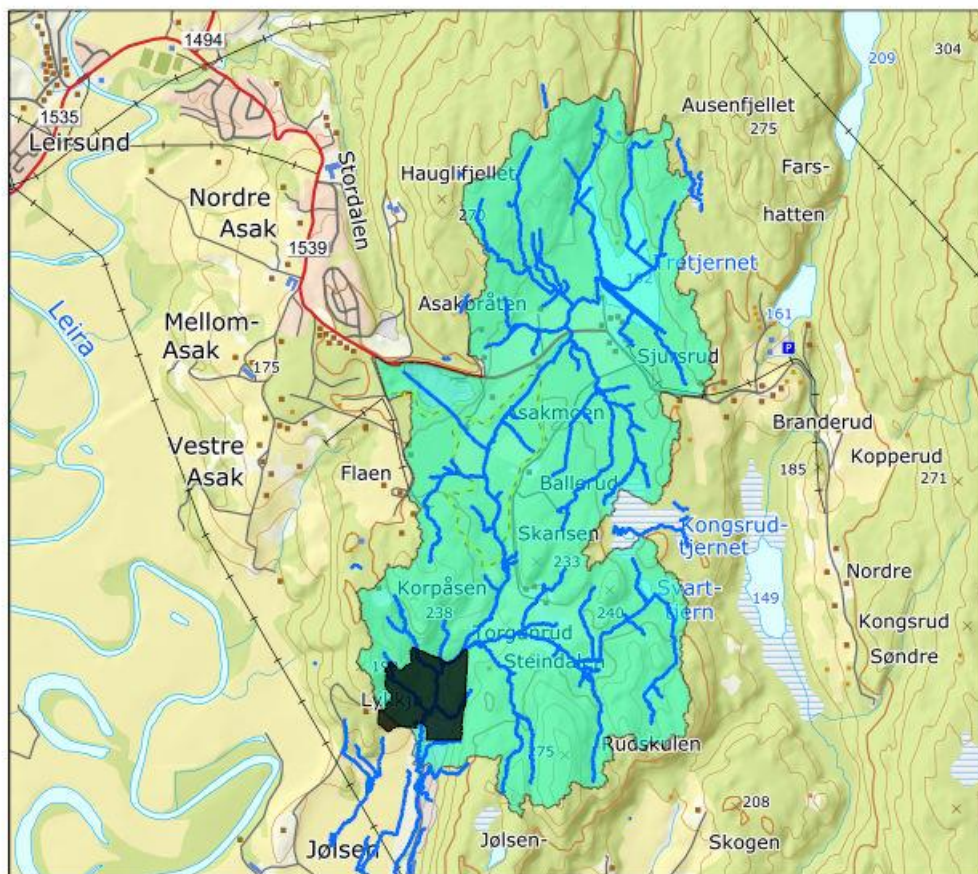 1494
304
209
1535
Ausenfjellet
275
Leirsund
Stordalen
Hauglifjellet
Fars-
hatten
Nordre
Asak
270
1539
tretjernet
162
Asakbråten
161
Leira
Mellom-
Asak
175
P
Sjursrud
Asakmoen
Branderud
Vestre
Asak
Flaen
Ballerud
185
Kopperud
271
Skansen
Kongsrud-
tjernet
233
Korpåsen
238
240
Svart-
tjern
149
Nordre
Kongsrud
Søndre
Torgunrud
Steindalen
Rudskulen
275
208
Jølsen
Jølsen-
Skogen